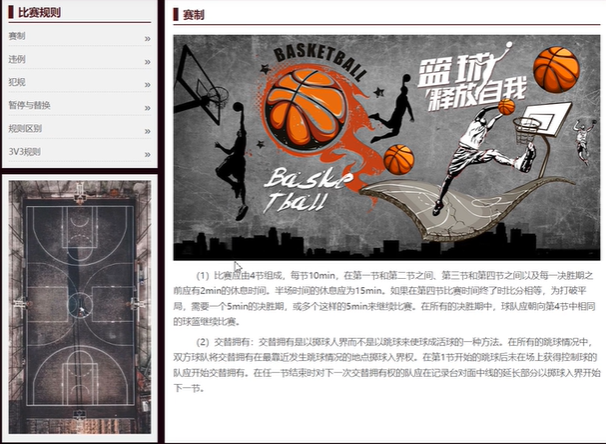 比赛规则
赛制 »
违例 »
犯规 »
暂停与替换 »
规则区别 »
3V3规则 »
赛制
BASKETBALL
篮球
释放自我
Baske
Tball
（1）比赛应由4节组成，每节10min，在第一节和第二节之间、第三节和第四节之间以及每一决胜期之
前应有2min的休息时间。半场时间的休息应为15min。如果在第四节比赛时间终了时比分相等，为打破平
局，需要一个5min的决胜期，或多个这样的5min来继续比赛。在所有的决胜期中，球队应朝向第4节中相同
的球篮继续比赛。
（2）交替拥有：交替拥有是以掷球入界而不是以跳球来使球成活球的一种方法。在所有的跳球情况中，
双方球队将交替拥有在最靠近发生跳球情况的地点掷球入界权。在第1节开始的跳球后未在场上获得控制球的
队应开始交替拥有。在任一节结束时对下一次交替拥有权的队应在记录台对面中线的延长部分以掷球入界开始
下一节。